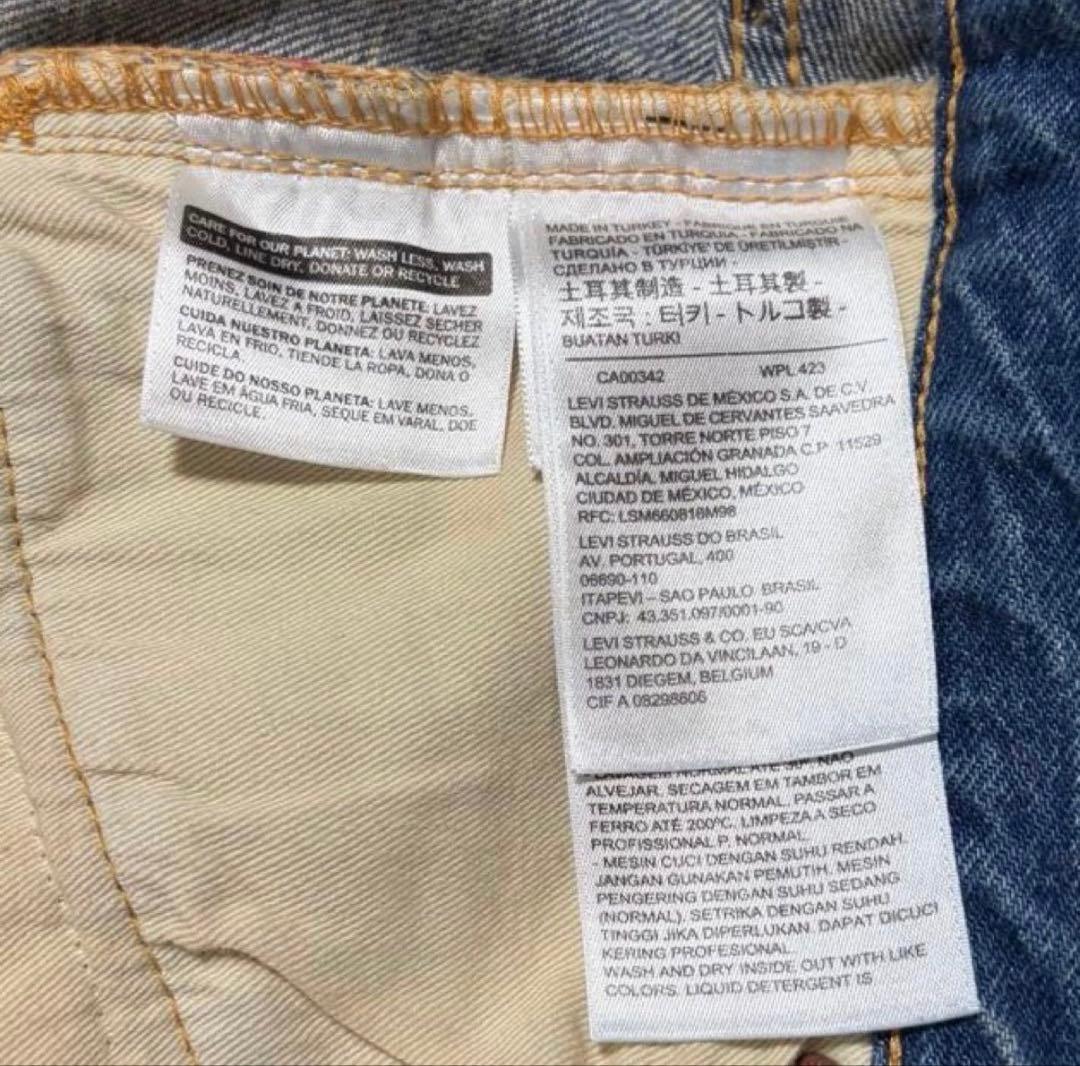 CARE FOR OUR PLANET: WASH LESS, WASH
COLD, LINE DRY, DONATE OR RECYCLE
PRENEZ SOIN DE NOTRE PLANETE: LAVEZ
MOINS, LAVEZ A FROID, LAISSEZ SECHER
NATURELLEMENT, DONNEZ OU RECYCLEZ
CUIDA NUESTRO PLANETA: LAVA MENOS,
LAVA EN FRIO, TIENDE LA ROPA, DONA O
RECICLA.
CUIDE DO NOSSO PLANETA: LAVE MENOS,
LAVE EM ÁGUA FRIA, SEQUE EM VARAL, DOE
OU RECICLE.
MADE IN TURKEY - FABRIQUE EN TURQUIE
FABRICADO EN TURQUIA - FABRICADO NA
TURQUIA - TÜRKIYE' DE ÜRETILMIŞTIR -
СДЕЛАНО В ТУРЦИИ -
土耳其制造 - 土耳其製 -
제조국 : 터키 - トルコ製 -
BUATAN TURKI
CA00342 WPL 423
LEVI STRAUSS DE MÉXICO S.A. DE C.V.
BLVD. MIGUEL DE CERVANTES SAAVEDRA
NO. 301, TORRE NORTE PISO 7
COL. AMPLIACIÓN GRANADA C.P. 11529
ALCALDÍA, MIGUEL HIDALGO
CIUDAD DE MÉXICO, MÉXICO
RFC: LSM660818M98
LEVI STRAUSS DO BRASIL
AV. PORTUGAL, 400
06690-110
ITAPEVI – SAO PAULO BRASIL
CNPJ: 43.351.097/0001-90
LEVI STRAUSS & CO. EU SCA/CVA
LEONARDO DA VINCILAAN, 19 - D
1831 DIEGEM, BELGIUM
CIF A 08298606
NÃO
ALVEJAR. SECAGEM EM TAMBOR EM
TEMPERATURA NORMAL. PASSAR A
FERRO ATÉ 200ºC. LIMPEZA A SECO
PROFISSIONAL P. NORMAL
- MESIN CUCI DENGAN SUHU RENDAH.
JANGAN GUNAKAN PEMUTIH. MESIN
PENGERING DENGAN SUHU SEDANG
(NORMAL). SETRIKA DENGAN SUHU
TINGGI JIKA DIPERLUKAN. DAPAT DICUCI
KERING PROFESIONAL
WASH AND DRY INSIDE OUT WITH LIKE
COLORS. LIQUID DETERGENT IS